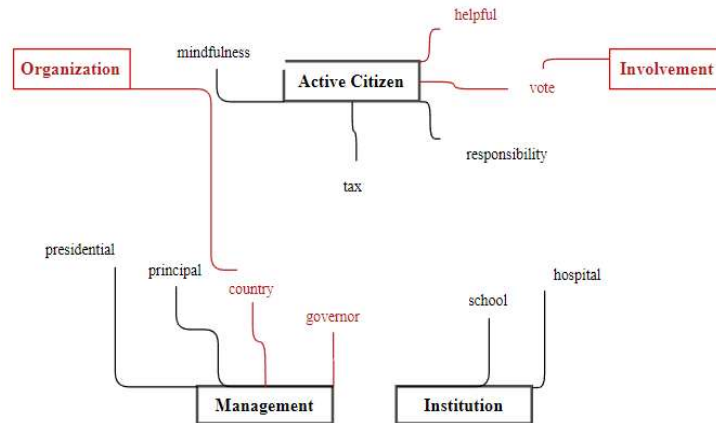 helpful
mindfulness
Organization
Active Citizen
Involvement
vote
responsibility
tax
presidential
principal
hospital
country
school
governor
Management
Institution